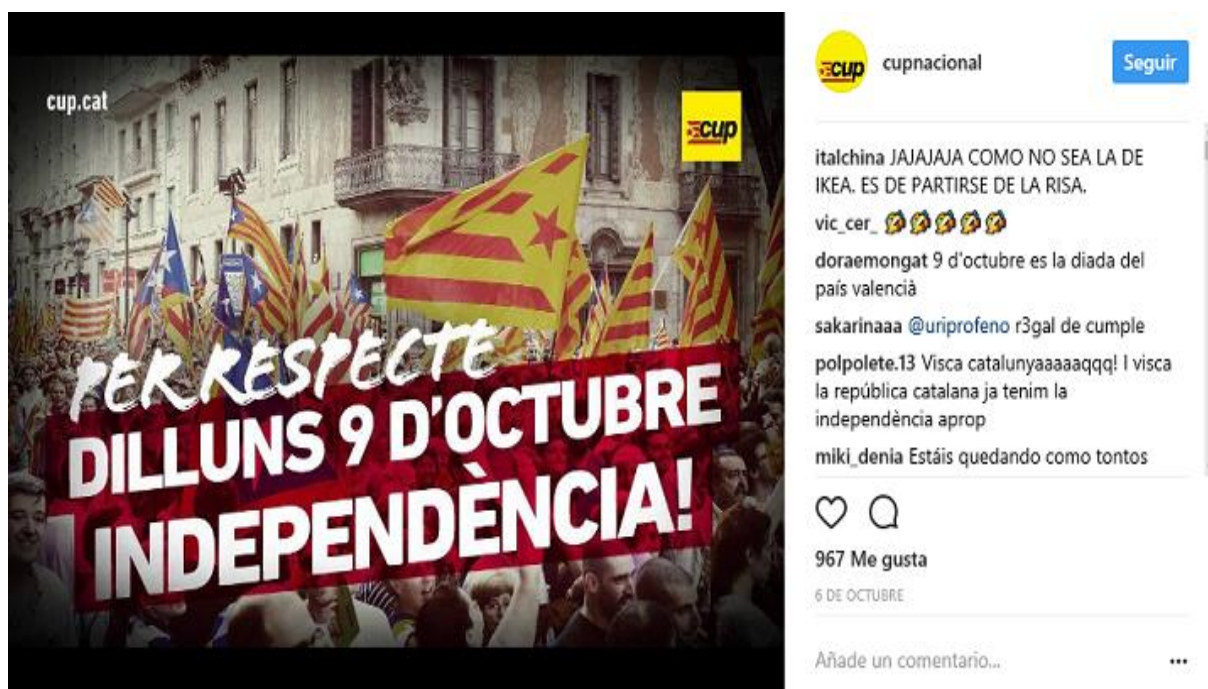 cup.cat
cup
PER RESPECTE
DILLUNS 9 D'OCTUBRE
INDEPENDÈNCIA!
cup
cupnacional
Seguir
italchina JAJAJAJA COMO NO SEA LA DE
IKEA. ES DE PARTIRSE DE LA RISA.
vic_cer_ 🤣🤣🤣🤣🤣
doraemongat 9 d'octubre es la diada del
país valencià
sakarinaaa @uriprofeno r3gal de cumple
polpolete.13 Visca catalunyaaaaaqqq! I visca
la república catalana ja tenim la
independència aprop
miki_denia Estáis quedando como tontos
967 Me gusta
6 DE OCTUBRE
Añade un comentario...